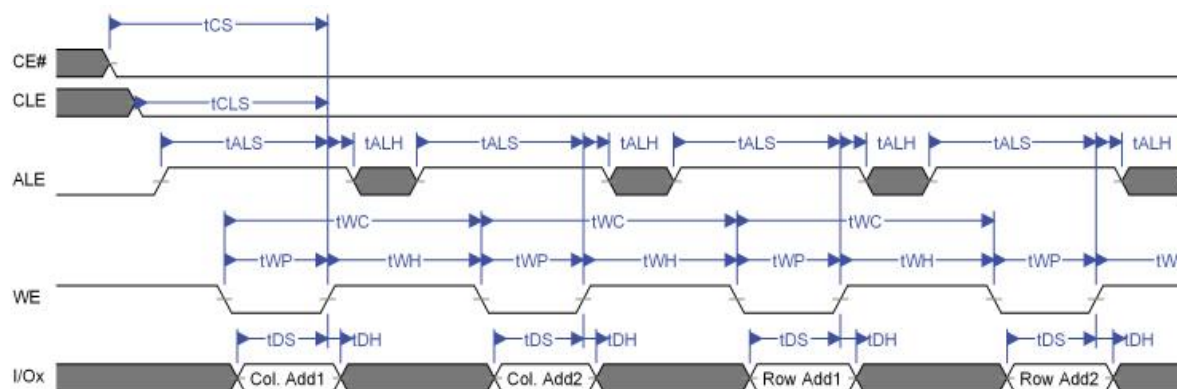 tCS
CE#
CLE
tCLS
tALS tALH tALS tALH tALS tALH tALS tALH
ALE
tWC tWC tWC
tWP tWH tWP tWH tWP tWH tWP tW
WE
tDS tDH tDS tDH tDS tDH tDS tDH
I/Ox Col. Add1 Col. Add2 Row Add1 Row Add2